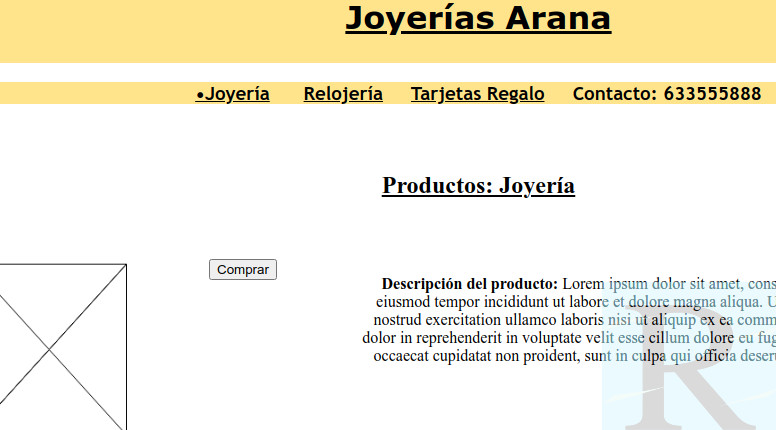 Joyerías Arana
•Joyería Relojería Tarjetas Regalo Contacto: 633555888
Productos: Joyería
Comprar
Descripción del producto: Lorem ipsum dolor sit amet, cons
eiusmod tempor incididunt ut labore et dolore magna aliqua. U
nostrud exercitation ullamco laboris nisi ut aliquip ex ea comm
dolor in reprehenderit in voluptate velit esse cillum dolore eu fug
occaecat cupidatat non proident, sunt in culpa qui officia deseru
R